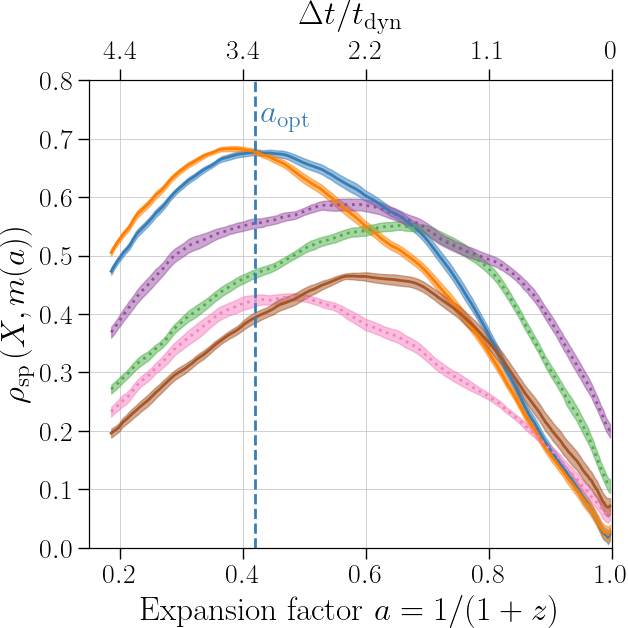 Δt/t_dyn
4.4 3.4 2.2 1.1 0
a_opt
0.8
0.7
0.6
0.5
0.4
0.3
0.2
0.1
0.0
ρ_sp(X, m(a))
0.2 0.4 0.6 0.8 1.0
Expansion factor a = 1/(1 + z)